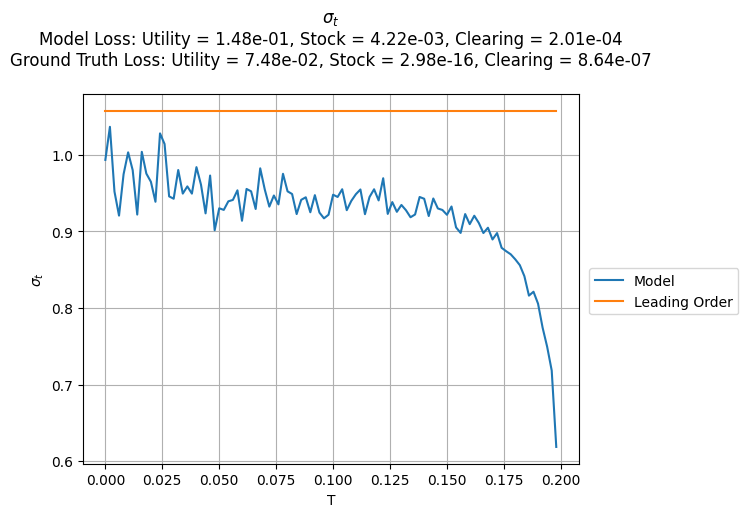 σt
Model Loss: Utility = 1.48e-01, Stock = 4.22e-03, Clearing = 2.01e-04
Ground Truth Loss: Utility = 7.48e-02, Stock = 2.98e-16, Clearing = 8.64e-07
1.0
0.9
0.8
0.7
0.6
σt
0.000 0.025 0.050 0.075 0.100 0.125 0.150 0.175 0.200
T
Model
Leading Order